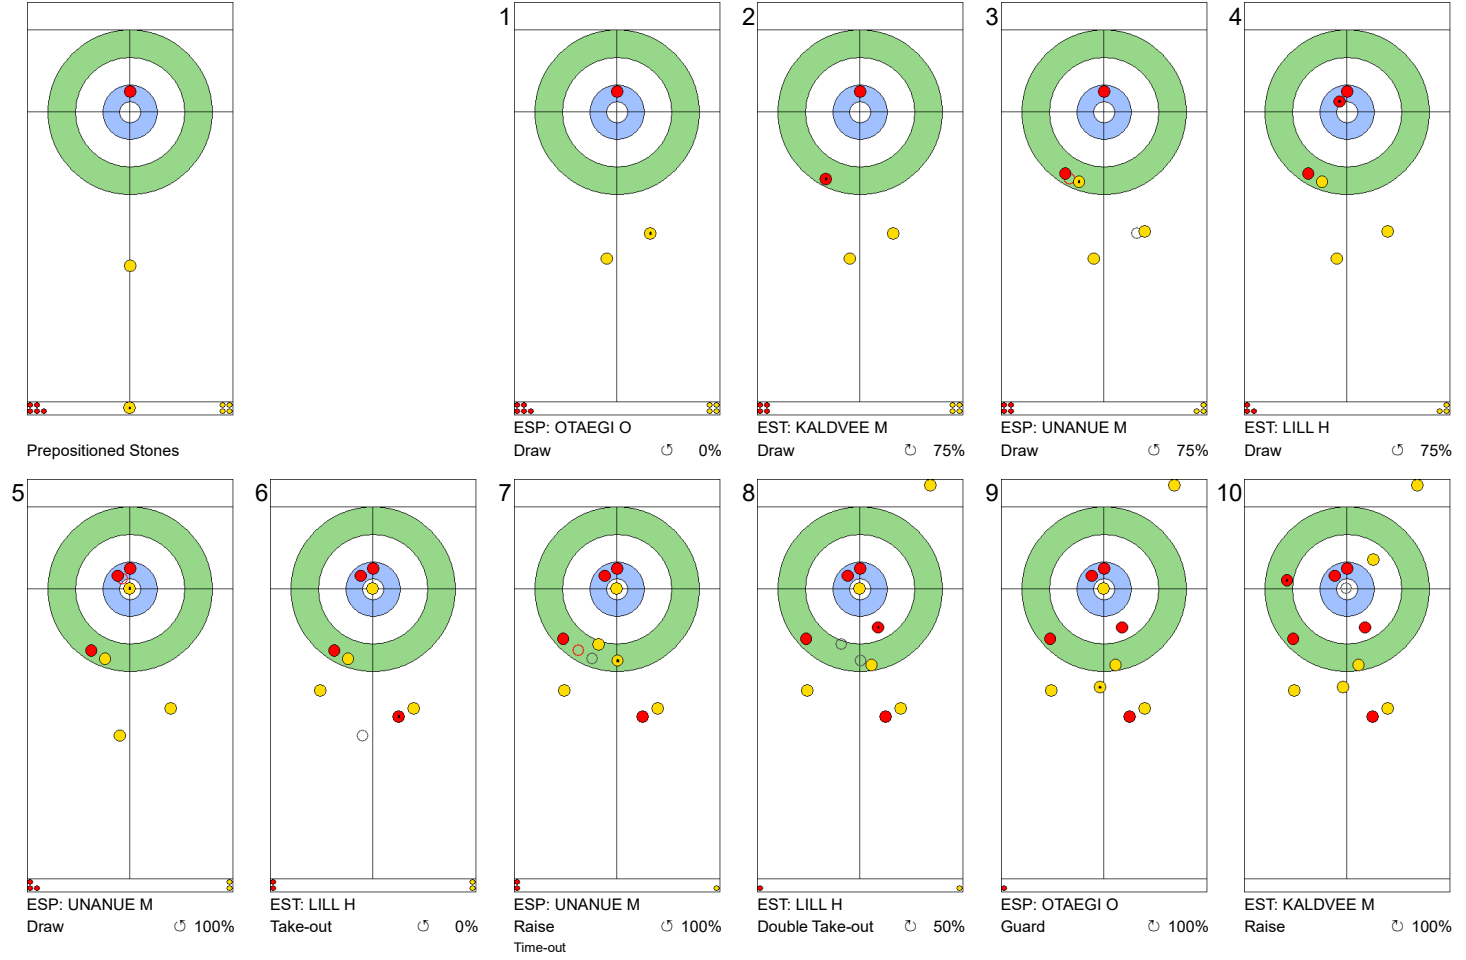 1 2 3 4
Prepositioned Stones
ESP: OTAEGI O
Draw 0%
EST: KALDVEE M
Draw 75%
ESP: UNANUE M
Draw 75%
EST: LILL H
Draw 75%
5 6 7 8 9 10
ESP: UNANUE M
Draw 100%
EST: LILL H
Take-out 0%
ESP: UNANUE M
Raise 100%
Time-out
EST: LILL H
Double Take-out 50%
ESP: OTAEGI O
Guard 100%
EST: KALDVEE M
Raise 100%